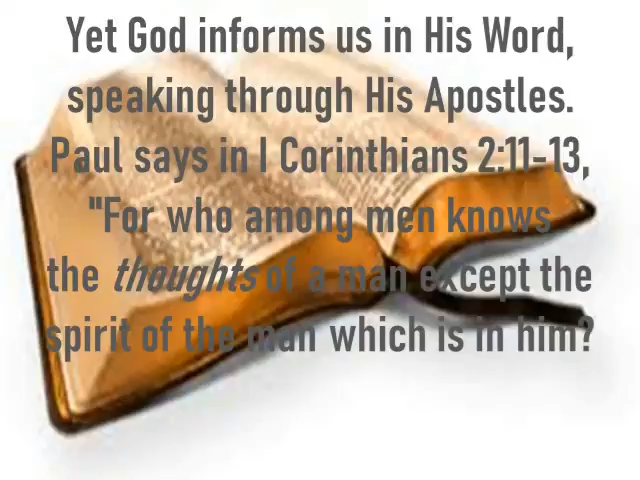 Yet God informs us in His Word,
speaking through His Apostles.
Paul says in I Corinthians 2:11-13,
"For who among men knows
the thoughts of a man except the
spirit of the man which is in him?